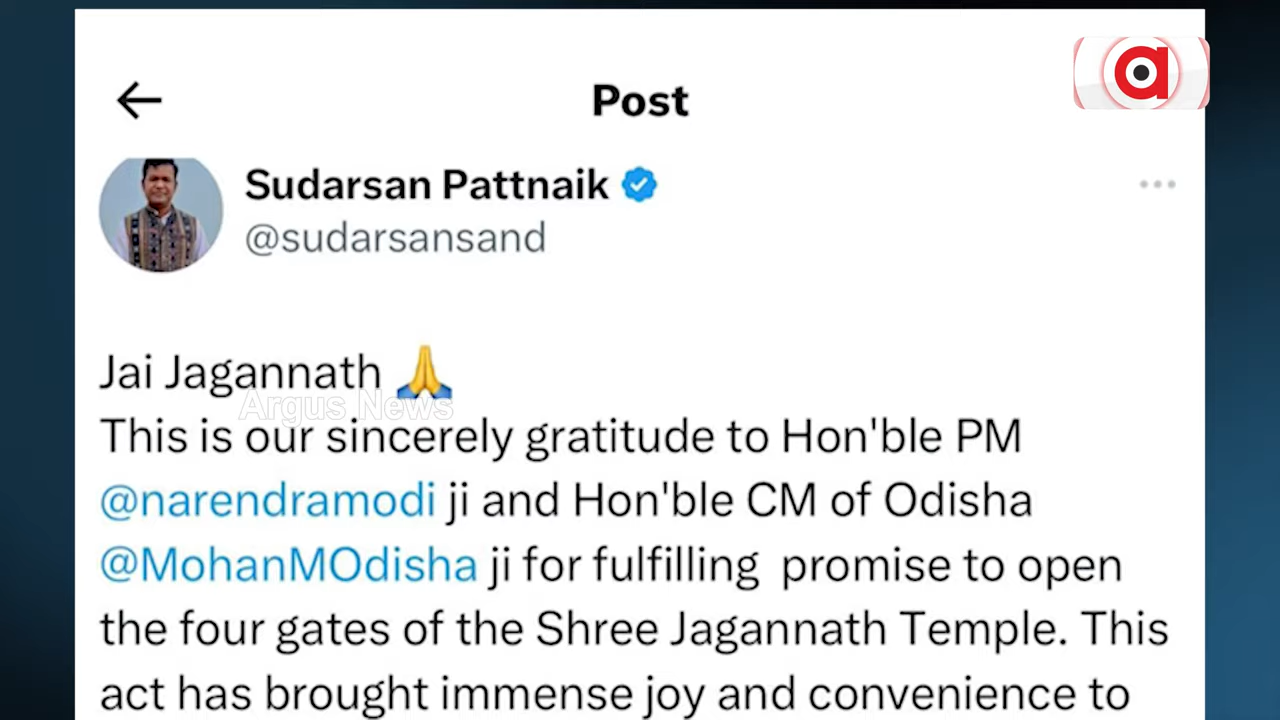 Post
Sudarsan Pattnaik
@sudarsansand
Jai Jagannath 🙏
Argus News
This is our sincerely gratitude to Hon'ble PM
@narendramodi ji and Hon'ble CM of Odisha
@MohanMOdisha ji for fulfilling promise to open
the four gates of the Shree Jagannath Temple. This
act has brought immense joy and convenience to